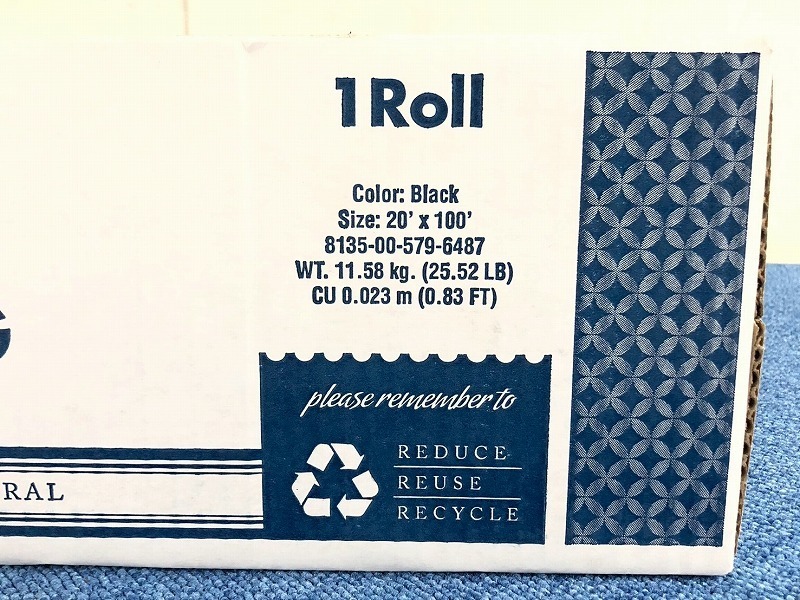 1 Roll
Color: Black
Size: 20' x 100'
8135-00-579-6487
WT. 11.58 kg. (25.52 LB)
CU 0.023 m (0.83 FT)
please remember to
REDUCE
REUSE
RECYCLE
RAL